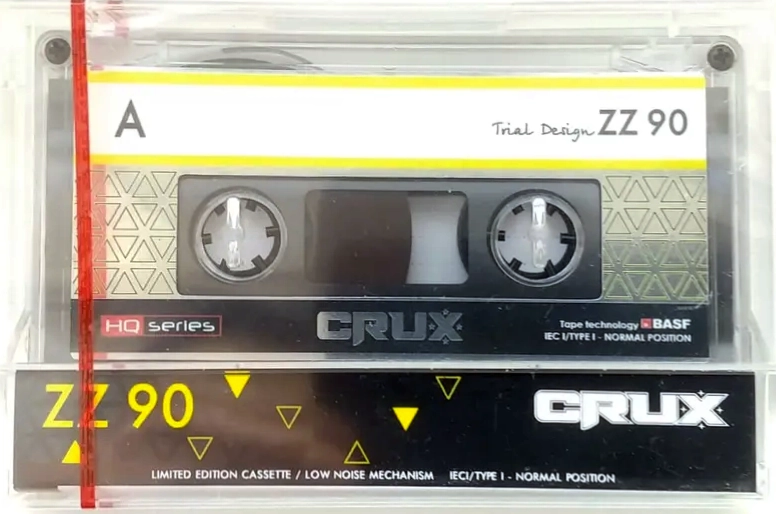 A
Trial Design ZZ 90
HQ series
CRUX
Tape technology BASF
IEC I/TYPE I - NORMAL POSITION
ZZ 90
CRUX
LIMITED EDITION CASSETTE / LOW NOISE MECHANISM IECI/TYPE I - NORMAL POSITION